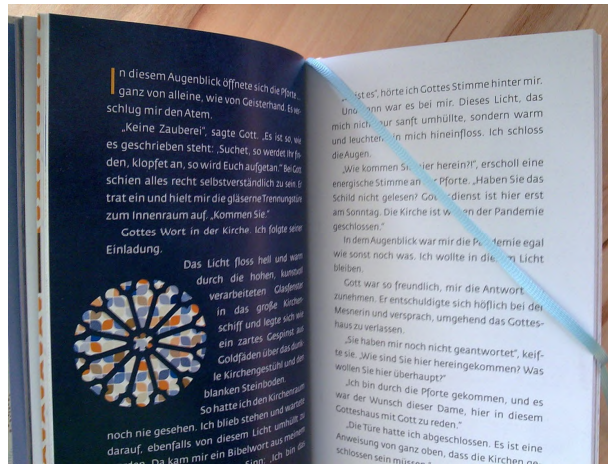 In diesem Augenblick öffnete sich die Pforte
ganz von alleine, wie von Geisterhand. Es ver-
schlug mir den Atem.
„Keine Zauberei“, sagte Gott. „Es ist so, wie
es geschrieben steht: ‚Suchet, so werdet Ihr fin-
den, klopfet an, so wird Euch aufgetan.‘ Bei Gott
schien alles recht selbstverständlich zu sein. Er
trat ein und hielt mir die gläserne Trennungstüre
zum Innenraum auf. „Kommen Sie.“
Gottes Wort in der Kirche. Ich folgte seiner
Einladung.
Das Licht floss hell und warm
durch die hohen, kunstvoll
verarbeiteten Glasfenster
in das große Kirchen-
schiff und legte sich wie
ein zartes Gespinst aus
Goldfäden über das dunk-
le Kirchengestühl und den
blanken Steinboden.
So hatte ich den Kirchenraum
noch nie gesehen. Ich blieb stehen und wartete
darauf, ebenfalls von diesem Licht umhüllt zu
Da kam mir ein Bibelwort aus meinem
Sinn: „Ich bin das
ist es“, hörte ich Gottes Stimme hinter mir.
Und dann war es bei mir. Dieses Licht, das
mich nicht nur sanft umhüllte, sondern warm
und leuchtend in mich hineinfloss. Ich schloss
die Augen.
„Wie kommen Sie hier herein?!“, erscholl eine
energische Stimme an der Pforte. „Haben Sie das
Schild nicht gelesen? Gottesdienst ist hier erst
am Sonntag. Die Kirche ist wegen der Pandemie
geschlossen.“
In dem Augenblick war mir die Pandemie egal
wie sonst noch was. Ich wollte in diesem Licht
bleiben.
Gott war so freundlich, mir die Antwort
zunehmen. Er entschuldigte sich höflich bei der
Mesnerin und versprach, umgehend das Gottes-
haus zu verlassen.
„Sie haben mir noch nicht geantwortet“, keif-
te sie. „Wie sind Sie hier hereingekommen? Was
wollen Sie hier überhaupt?“
„Ich bin durch die Pforte gekommen, und es
war der Wunsch dieser Dame, hier in diesem
Gotteshaus mit Gott zu reden.“
„Die Türe hatte ich abgeschlossen. Es ist eine
Anweisung von ganz oben, dass die Kirchen ge-
schlossen sein müssen